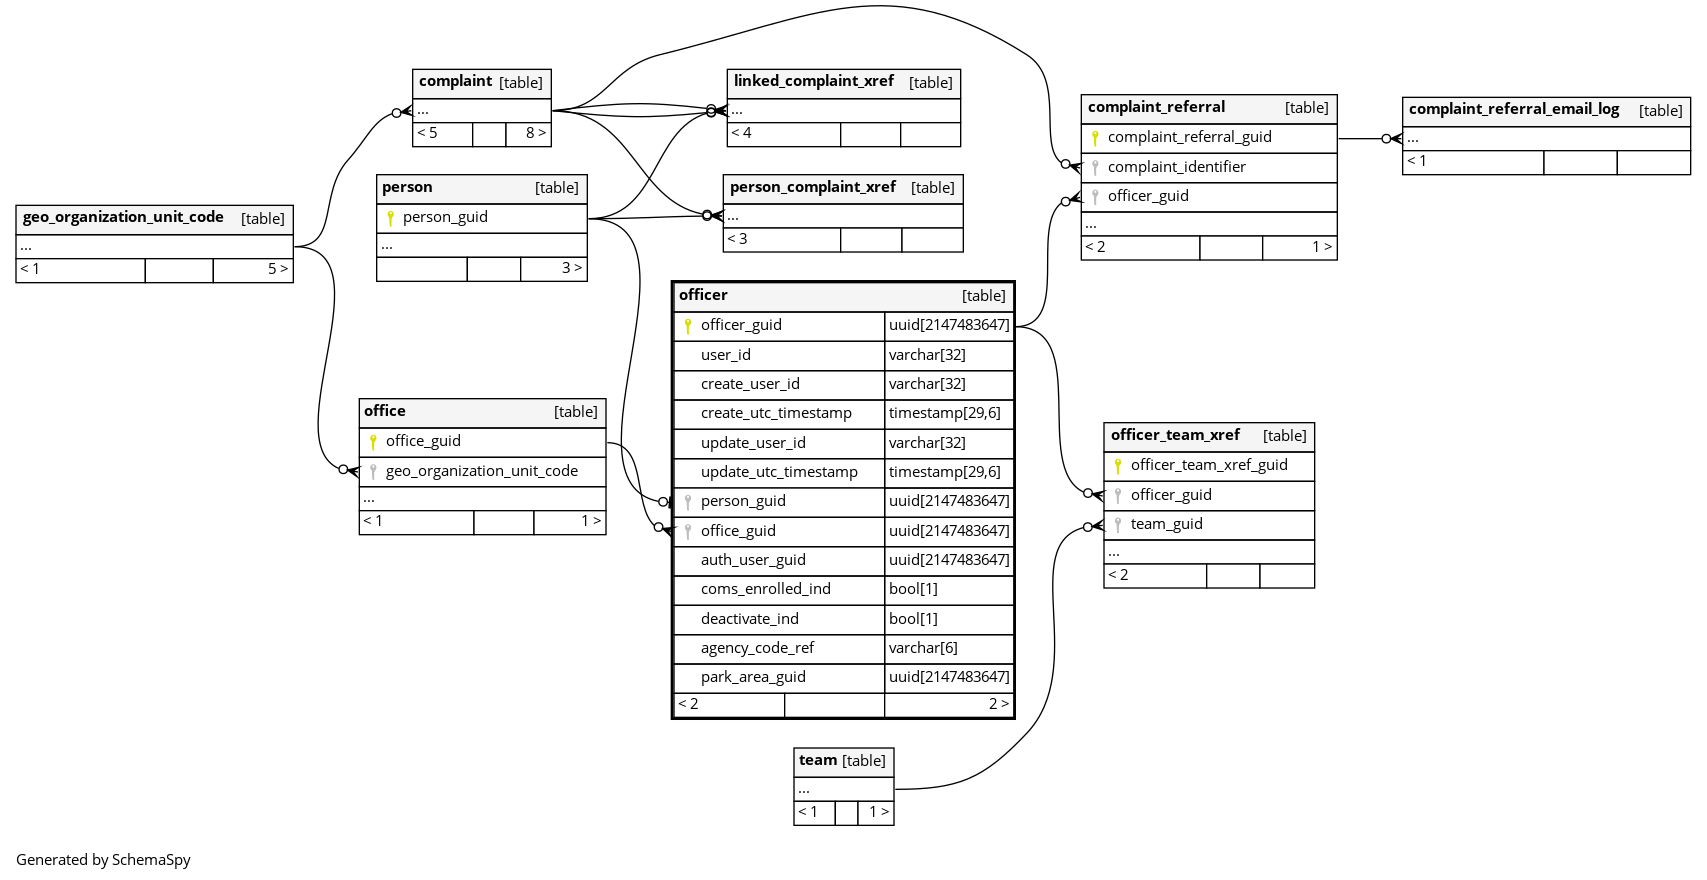 complaint [table]
...
< 5 8 >
linked_complaint_xref [table]
...
< 4
complaint_referral [table]
complaint_referral_guid
complaint_identifier
officer_guid
...
< 2 1 >
complaint_referral_email_log [table]
...
< 1
person [table]
person_guid
...
3 >
person_complaint_xref [table]
...
< 3
geo_organization_unit_code [table]
...
< 1 5 >
officer [table]
officer_guid uuid[2147483647]
user_id varchar[32]
create_user_id varchar[32]
create_utc_timestamp timestamp[29,6]
update_user_id varchar[32]
update_utc_timestamp timestamp[29,6]
person_guid uuid[2147483647]
office_guid uuid[2147483647]
auth_user_guid uuid[2147483647]
coms_enrolled_ind bool[1]
deactivate_ind bool[1]
agency_code_ref varchar[6]
park_area_guid uuid[2147483647]
< 2 2 >
office [table]
office_guid
geo_organization_unit_code
...
< 1 1 >
officer_team_xref [table]
officer_team_xref_guid
officer_guid
team_guid
...
< 2
team [table]
...
< 1 1 >
Generated by SchemaSpy